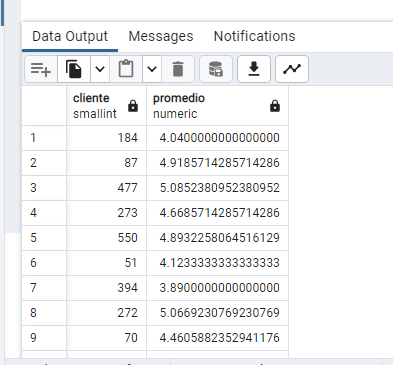 Data Output Messages Notifications
cliente promedio
smallint numeric
1 184 4.0400000000000000
2 87 4.9185714285714286
3 477 5.0852380952380952
4 273 4.6685714285714286
5 550 4.8932258064516129
6 51 4.1233333333333333
7 394 3.8900000000000000
8 272 5.0669230769230769
9 70 4.4605882352941176